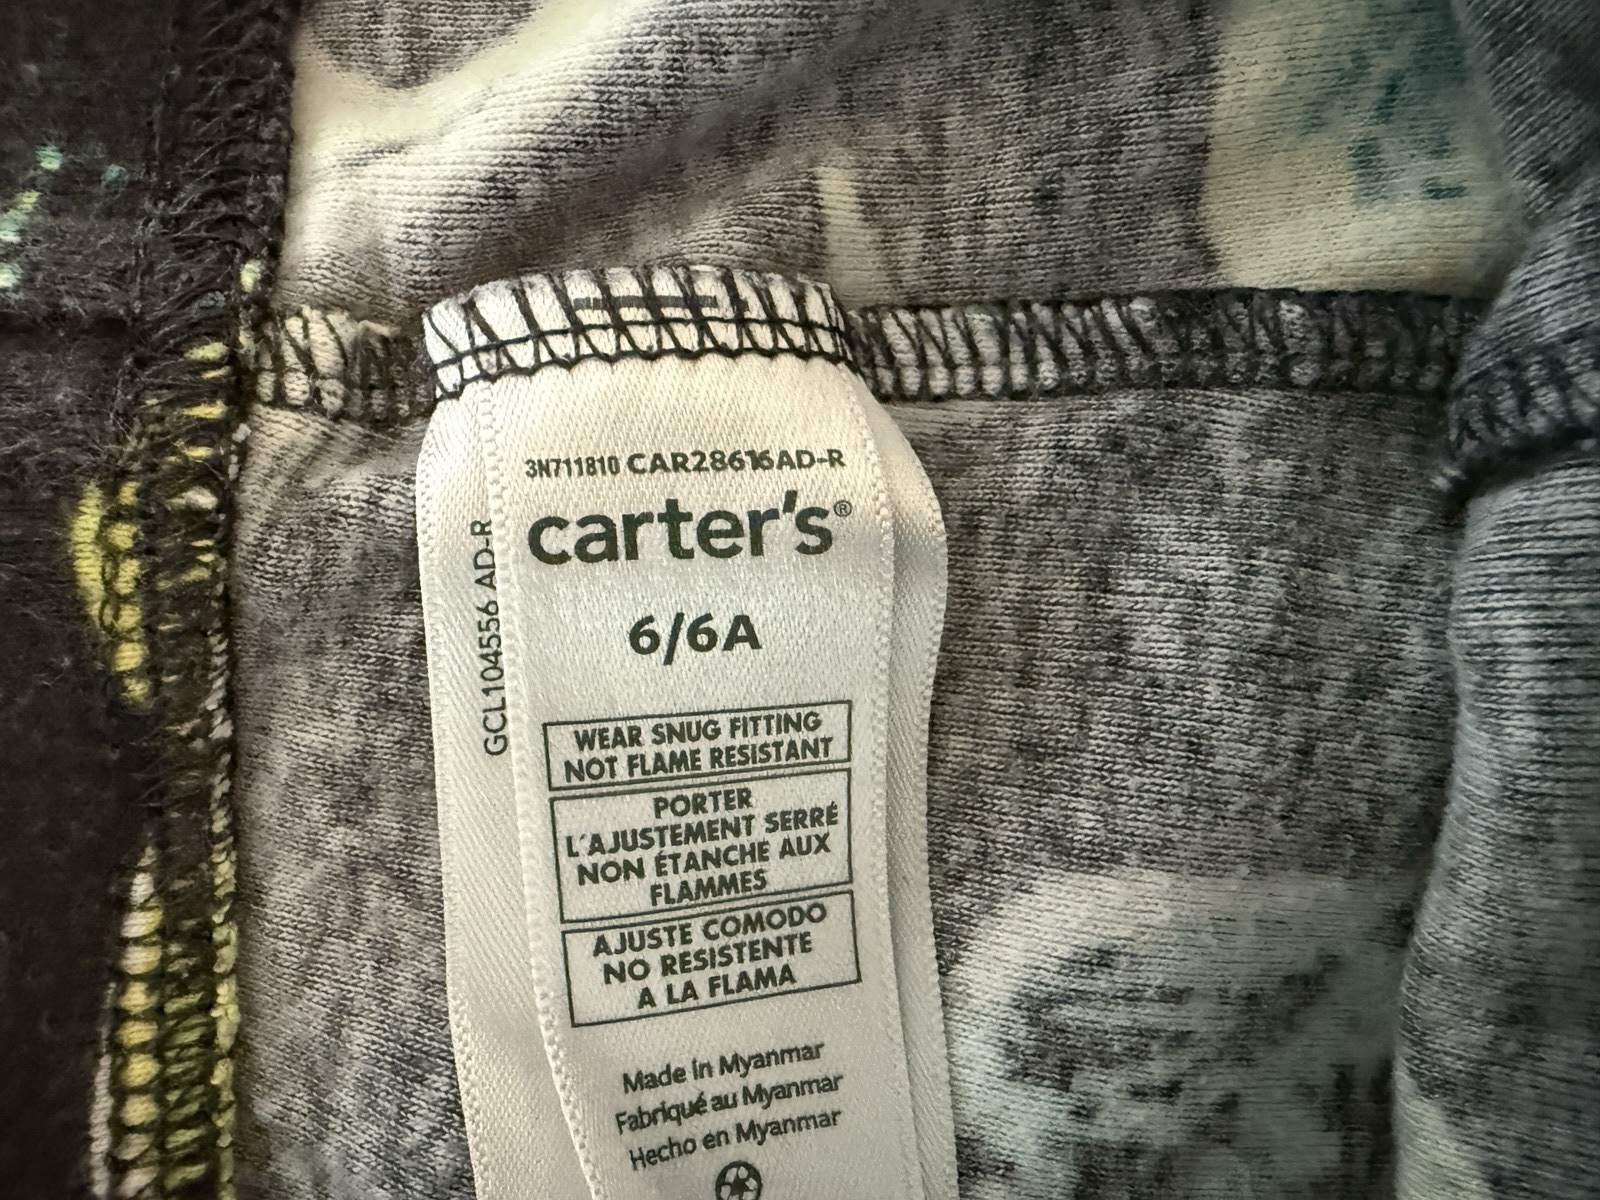 3N711810 CAR28616AD-R
carter's®
6/6A
WEAR SNUG FITTING
NOT FLAME RESISTANT
PORTER
L'AJUSTEMENT SERRÉ
NON ÉTANCHE AUX
FLAMMES
AJUSTE COMODO
NO RESISTENTE
A LA FLAMA
Made in Myanmar
Fabriqué au Myanmar
Hecho en Myanmar
GCL104556 AD-R